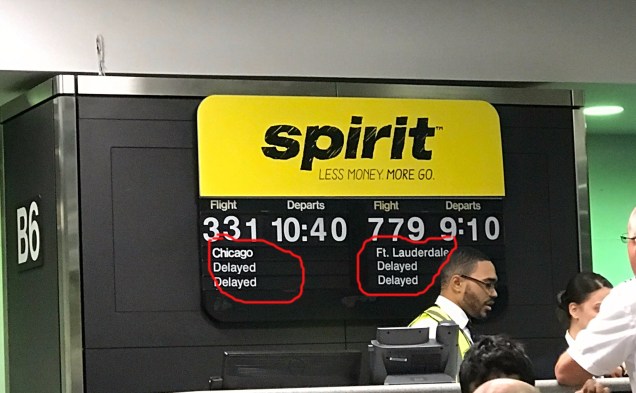 spirit™
LESS MONEY. MORE GO.
Flight Departs Flight Departs
331 10:40 779 9:10
Chicago Ft. Lauderdale
Delayed Delayed
Delayed Delayed
B6